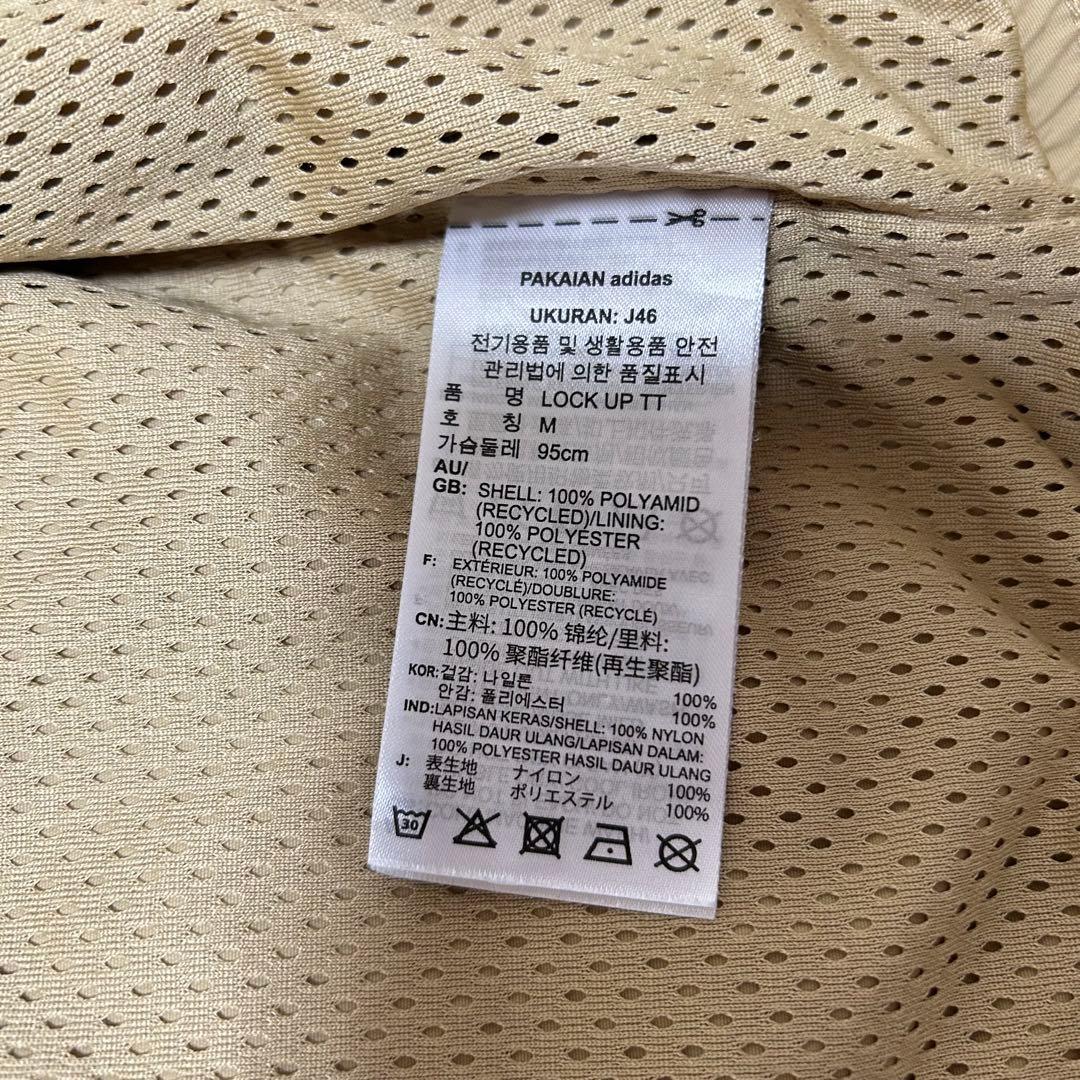 PAKAIAN adidas
UKURAN: J46
전기용품 및 생활용품 안전
관리법에 의한 품질표시
품 명 LOCK UP TT
호 칭 M
가슴둘레 95cm
AU/
GB: SHELL: 100% POLYAMID
(RECYCLED)/LINING:
100% POLYESTER
(RECYCLED)
F: EXTÉRIEUR: 100% POLYAMIDE
(RECYCLÉ)/DOUBLURE:
100% POLYESTER (RECYCLÉ)
CN: 主料: 100% 锦纶/里料:
100% 聚酯纤维(再生聚酯)
KOR: 겉감: 나일론 100%
안감: 폴리에스터 100%
IND: LAPISAN KERAS/SHELL: 100% NYLON
HASIL DAUR ULANG/LAPISAN DALAM:
100% POLYESTER HASIL DAUR ULANG
J: 表生地 ナイロン 100%
裏生地 ポリエステル 100%
30